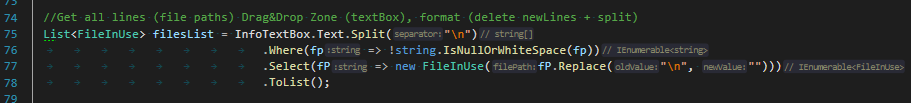 73
74 //Get all lines (file paths) Drag&Drop Zone (textBox), format (delete newLines + split)
75 List<FileInUse> filesList = InfoTextBox.Text.Split(separator:"\n") // string[]
76 .Where(fp:string => !string.IsNullOrWhiteSpace(fp)) // IEnumerable<string>
77 .Select(fP:string => new FileInUse(filePath:fP.Replace(oldValue:"\n", newValue:""))) // IEnumerable<FileInUse>
78 .ToList();
79